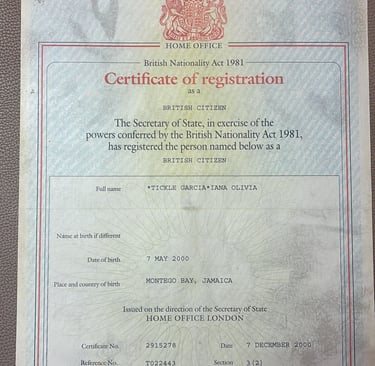 HOME OFFICE
British Nationality Act 1981
Certificate of registration
as a
BRITISH CITIZEN
The Secretary of State, in exercise of the
powers conferred by the British Nationality Act 1981,
has registered the person named below as a
BRITISH CITIZEN
Full name *TICKLE GARCIA*IANA OLIVIA
Name at birth if different
Date of birth 7 MAY 2000
Place and country of birth MONTEGO BAY, JAMAICA
Issued on the direction of the Secretary of State
HOME OFFICE LONDON
Certificate No. 2915278 Date 7 DECEMBER 2000
Reference No. T022443 Section 3(2)